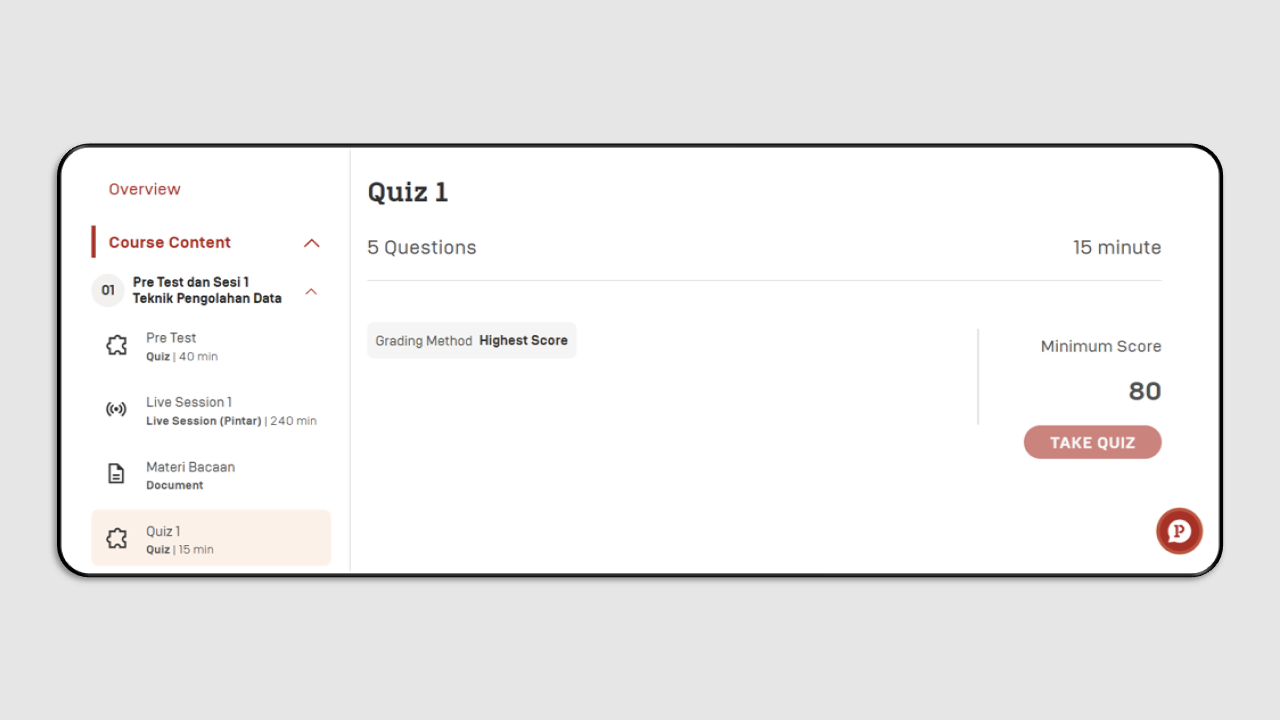 Overview
Course Content
01
Pre Test dan Sesi 1
Teknik Pengolahan Data
Pre Test
Quiz | 40 min
Live Session 1
Live Session (Pintar) | 240 min
Materi Bacaan
Document
Quiz 1
Quiz | 15 min
Quiz 1
5 Questions
15 minute
Grading Method Highest Score
Minimum Score
80
TAKE QUIZ
P